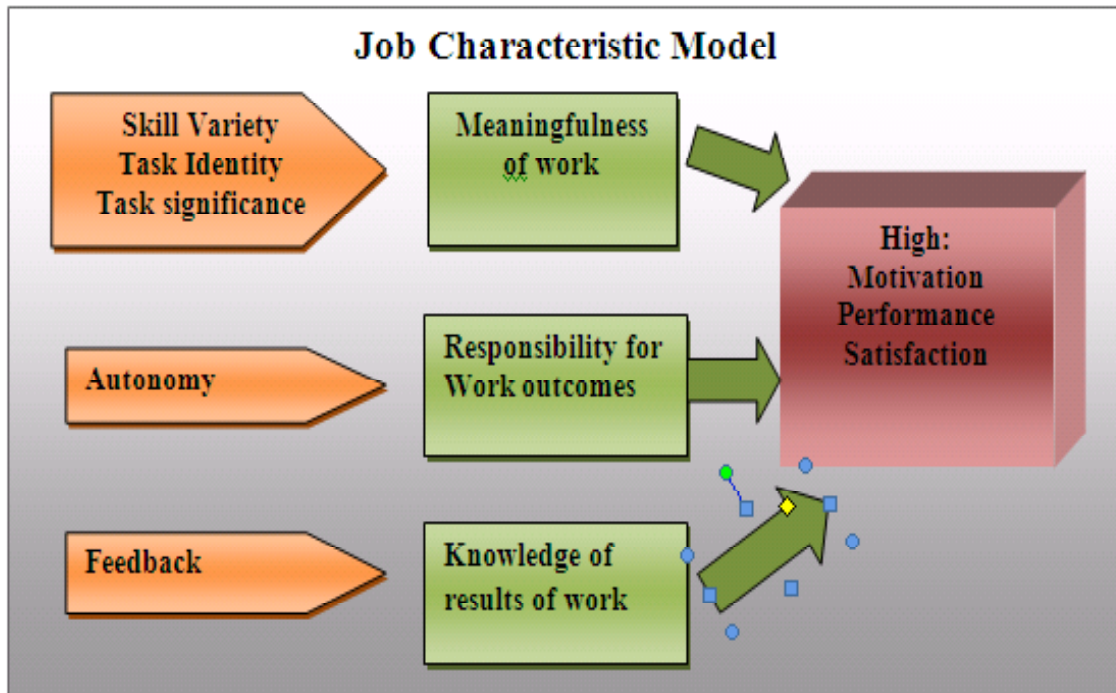 Job Characteristic Model
Skill Variety
Task Identity
Task significance
Meaningfulness
of work
High:
Motivation
Performance
Satisfaction
Autonomy
Responsibility for
Work outcomes
Feedback
Knowledge of
results of work